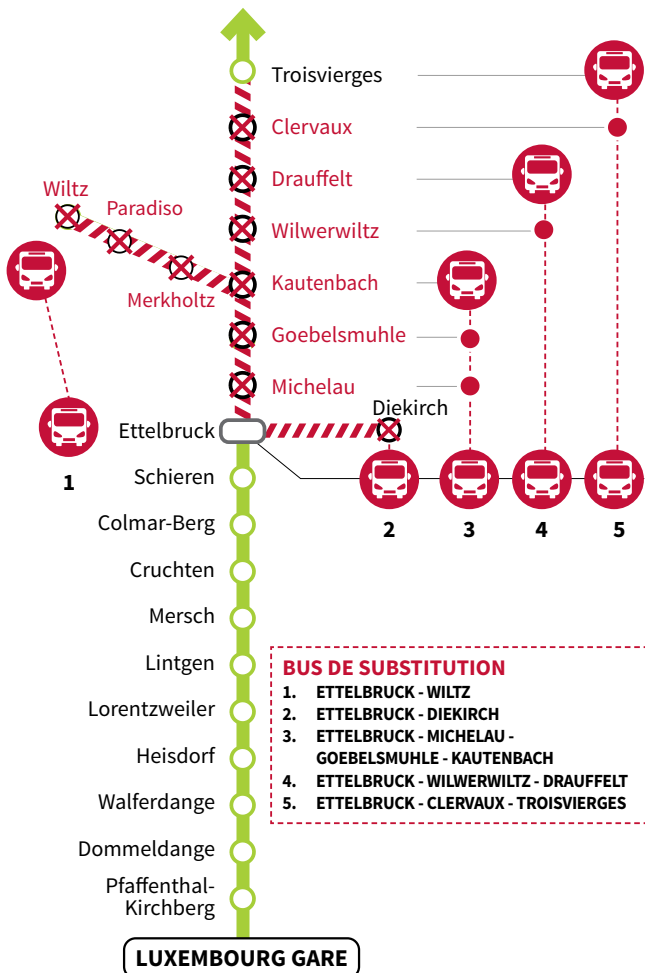 Troisvierges
Clervaux
Drauffelt
Wiltz
Paradiso
Wilwerwiltz
Merkholtz
Kautenbach
Goebelsmuhle
Michelau
Diekirch
Ettelbruck
1
Schieren
2
3
4
5
Colmar-Berg
Cruchten
Mersch
Lintgen
Lorentzweiler
Heisdorf
Walferdange
Dommeldange
Pfaffenthal-
Kirchberg
LUXEMBOURG GARE
BUS DE SUBSTITUTION
1. ETTELBRUCK - WILTZ
2. ETTELBRUCK - DIEKIRCH
3. ETTELBRUCK - MICHELAU -
GOEBELSMUHLE - KAUTENBACH
4. ETTELBRUCK - WILWERWILTZ - DRAUFFELT
5. ETTELBRUCK - CLERVAUX - TROISVIERGES